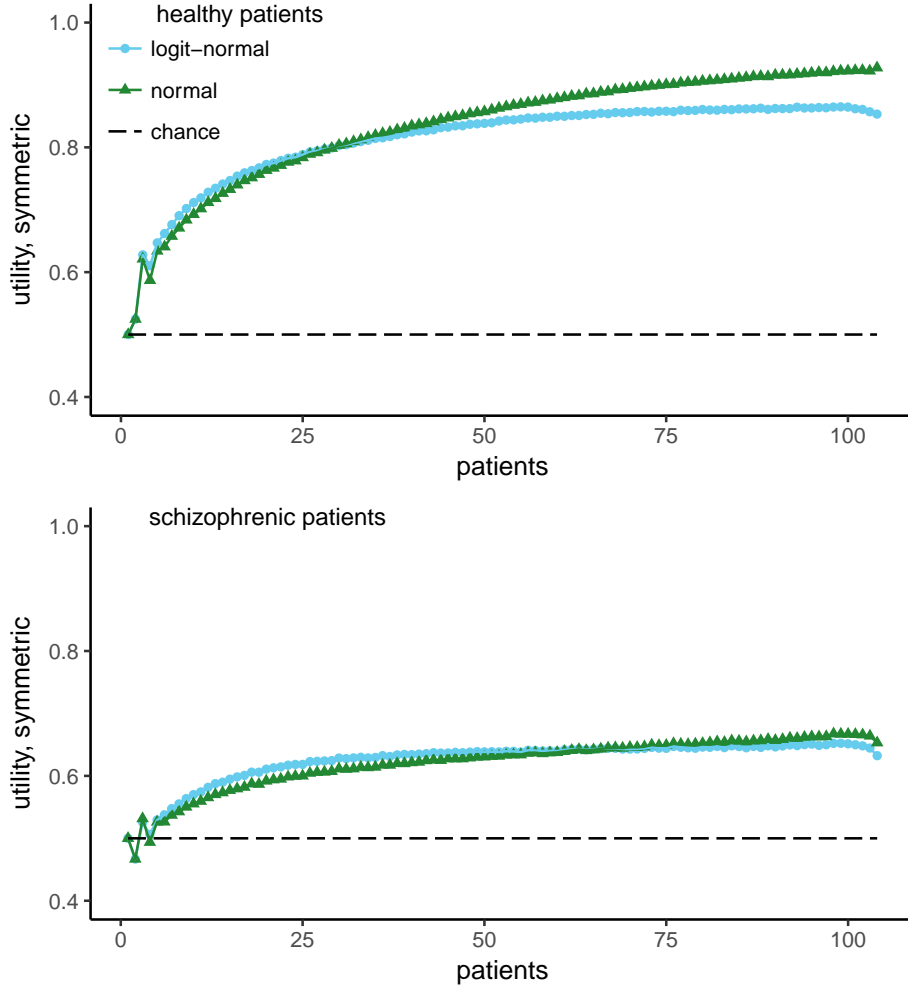 healthy patients
1.0
logit−normal
normal
chance
0.8
0.6
0.4
utility, symmetric
0
25
50
75
100
patients
schizophrenic patients
1.0
0.8
0.6
0.4
utility, symmetric
0
25
50
75
100
patients